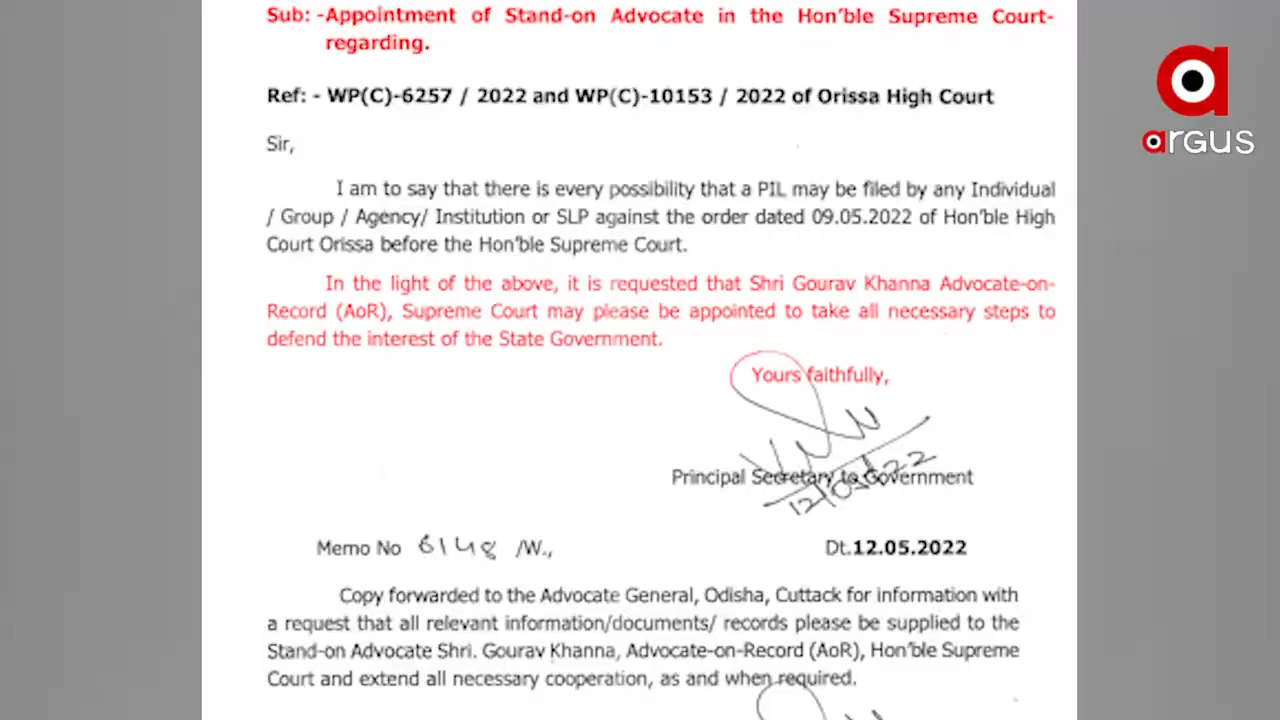 Sub: -Appointment of Stand-on Advocate in the Hon'ble Supreme Court-
regarding.
argus
Ref: - WP(C)-6257 / 2022 and WP(C)-10153 / 2022 of Orissa High Court
Sir,
I am to say that there is every possibility that a PIL may be filed by any Individual
/ Group / Agency/ Institution or SLP against the order dated 09.05.2022 of Hon'ble High
Court Orissa before the Hon'ble Supreme Court.
In the light of the above, it is requested that Shri Gourav Khanna Advocate-on-
Record (AoR), Supreme Court may please be appointed to take all necessary steps to
defend the interest of the State Government.
Yours faithfully,
Principal Secretary to Government
12/05/22
Memo No 6148 /W., Dt.12.05.2022
Copy forwarded to the Advocate General, Odisha, Cuttack for information with
a request that all relevant information/documents/ records please be supplied to the
Stand-on Advocate Shri. Gourav Khanna, Advocate-on-Record (AoR), Hon'ble Supreme
Court and extend all necessary cooperation, as and when required.